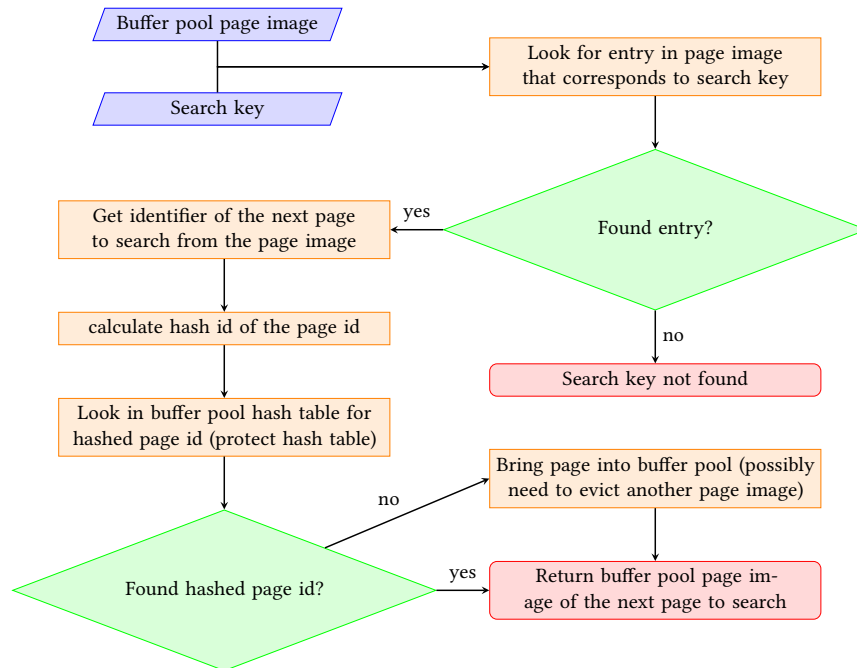 Buffer pool page image
Search key
Look for entry in page image
that corresponds to search key
Found entry?
yes
no
Get identifier of the next page
to search from the page image
calculate hash id of the page id
Search key not found
Look in buffer pool hash table for
hashed page id (protect hash table)
Bring page into buffer pool (possibly
need to evict another page image)
no
Found hashed page id?
yes
Return buffer pool page im-
age of the next page to search